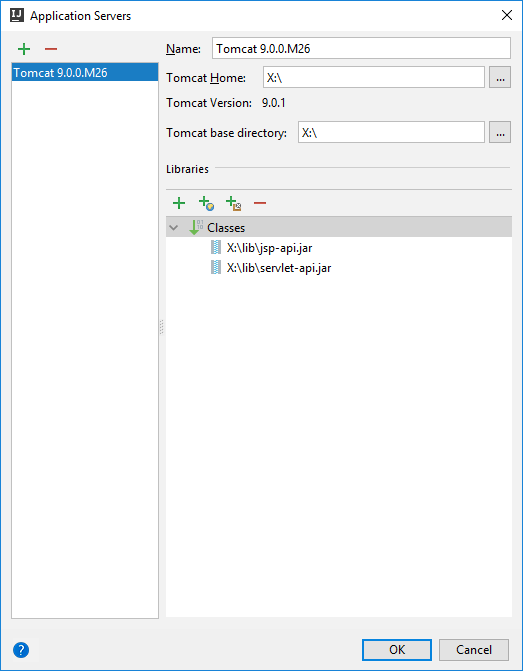 Application Servers
Name: Tomcat 9.0.0.M26
Tomcat 9.0.0.M26
Tomcat Home: X:\ ...
Tomcat Version: 9.0.1
Tomcat base directory: X:\ ...
Libraries
Classes
X:\lib\jsp-api.jar
X:\lib\servlet-api.jar
? OK Cancel